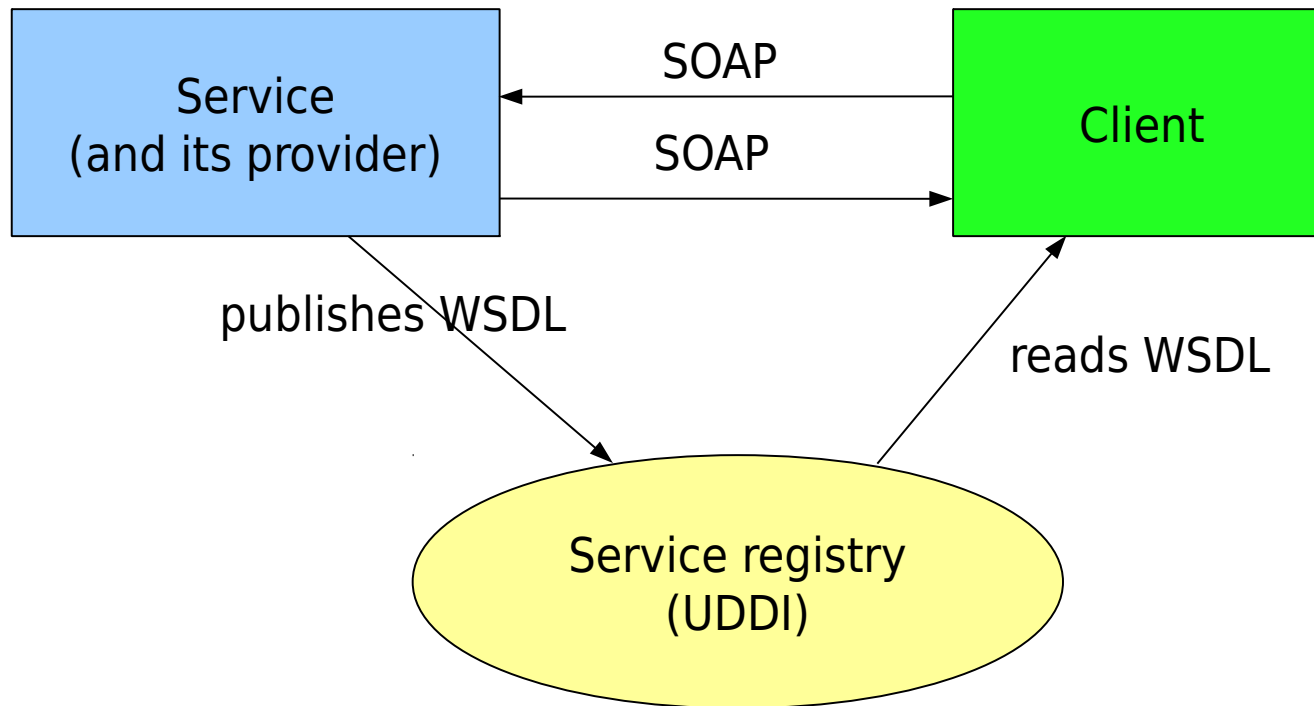 SOAP
Service
(and its provider)
Client
SOAP
publishes WSDL
reads WSDL
Service registry
(UDDI)